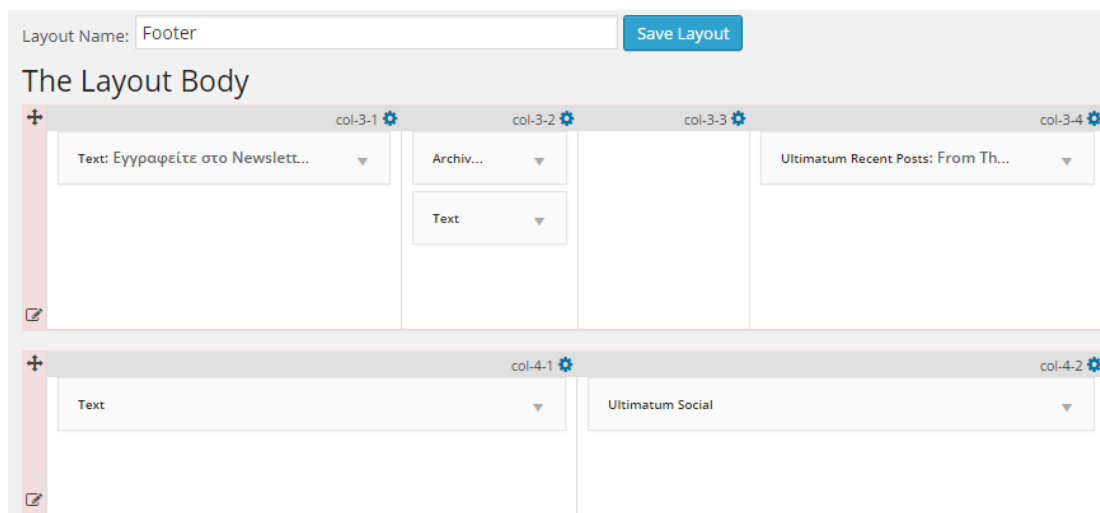 Layout Name: Footer Save Layout
The Layout Body
col-3-1 col-3-2 col-3-3 col-3-4
Text: Εγγραφείτε στο Newslett... Archiv... Ultimatum Recent Posts: From Th...
Text
col-4-1 col-4-2
Text Ultimatum Social